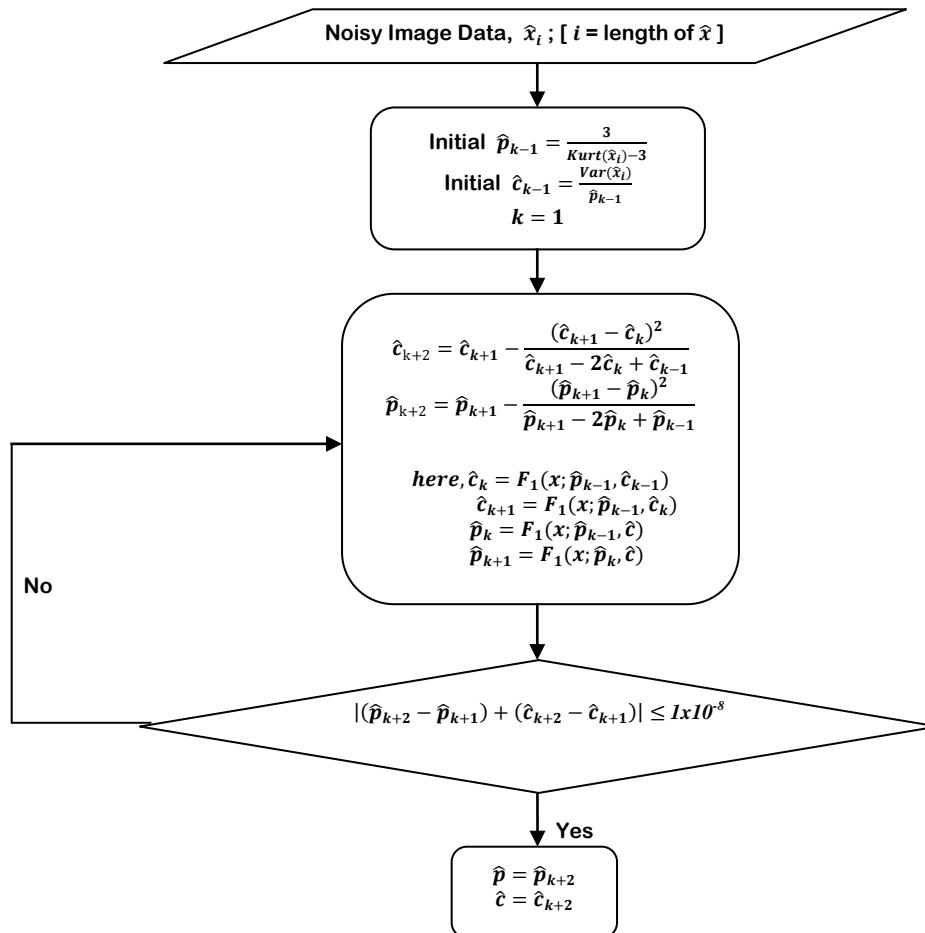 Noisy Image Data, x̂ᵢ ; [ i = length of x̂ ]
Initial p̂ₖ₋₁ = 3 / (Kurt(x̂ᵢ)−3)
Initial ĉₖ₋₁ = Var(x̂ᵢ) / p̂ₖ₋₁
k = 1
ĉₖ₊₂ = ĉₖ₊₁ − (ĉₖ₊₁ − ĉₖ)² / (ĉₖ₊₁ − 2ĉₖ + ĉₖ₋₁)
p̂ₖ₊₂ = p̂ₖ₊₁ − (p̂ₖ₊₁ − p̂ₖ)² / (p̂ₖ₊₁ − 2p̂ₖ + p̂ₖ₋₁)
here, ĉₖ = F₁(x; p̂ₖ₋₁, ĉₖ₋₁)
ĉₖ₊₁ = F₁(x; p̂ₖ₋₁, ĉₖ)
p̂ₖ = F₁(x; p̂ₖ₋₁, ĉ)
p̂ₖ₊₁ = F₁(x; p̂ₖ, ĉ)
No
|(p̂ₖ₊₂ − p̂ₖ₊₁) + (ĉₖ₊₂ − ĉₖ₊₁)| ≤ 1x10⁻⁸
Yes
p̂ = p̂ₖ₊₂
ĉ = ĉₖ₊₂